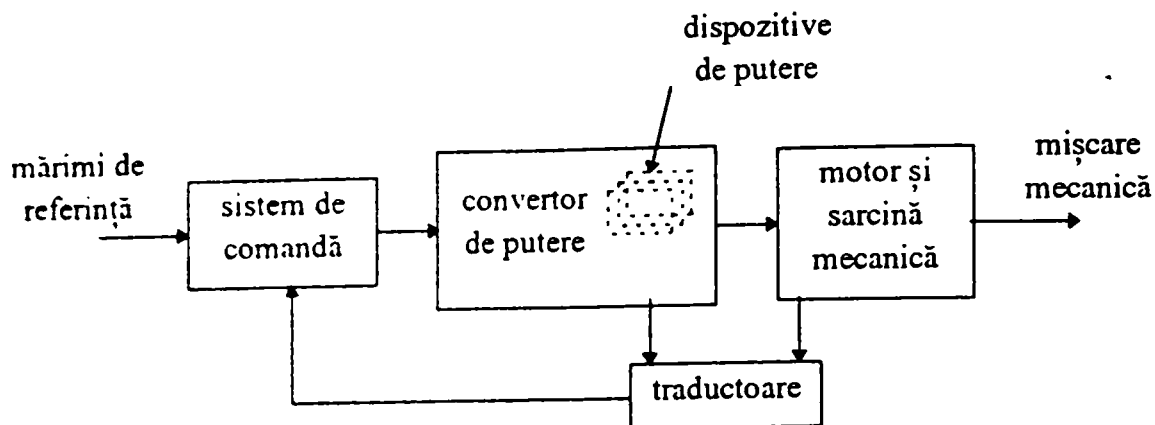 dispozitive
de putere
mărimi de
referință
sistem de
comandă
convertor
de putere
motor și
sarcină
mecanică
mișcare
mecanică
traductoare